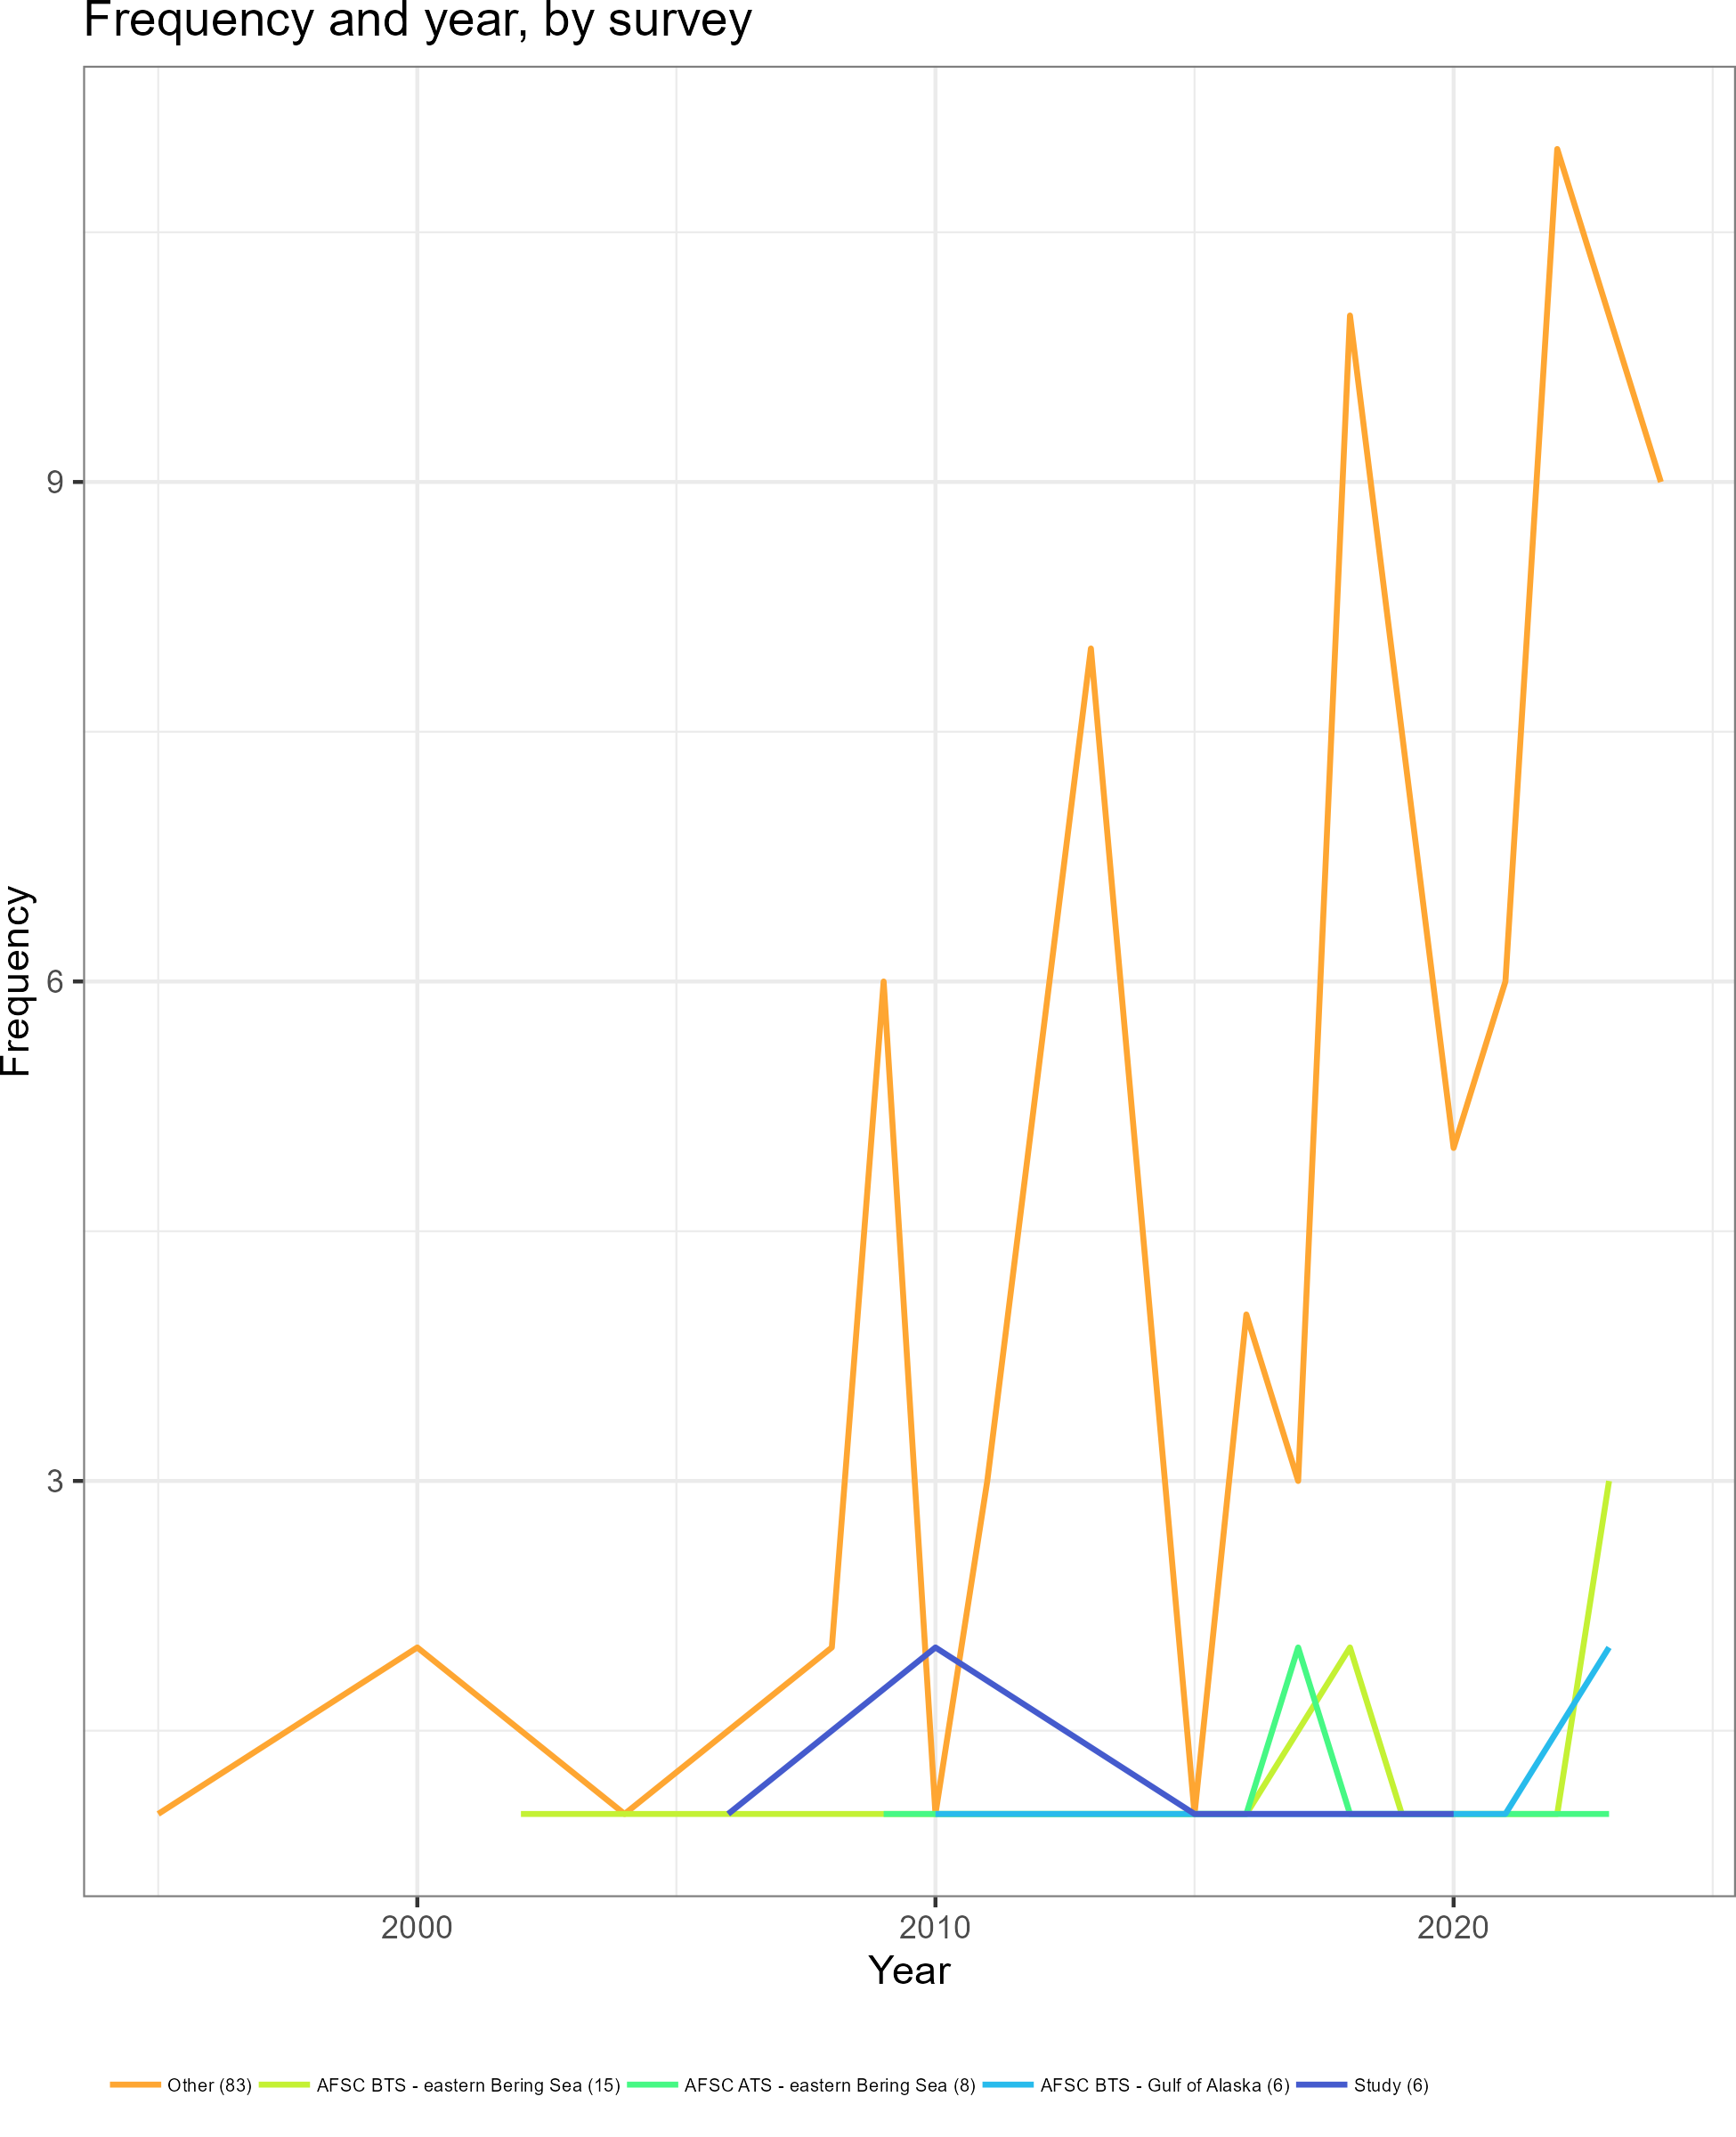 Frequency and year, by survey
9
6
3
Frequency
2000 2010 2020
Year
Other (83) AFSC BTS - eastern Bering Sea (15) AFSC ATS - eastern Bering Sea (8) AFSC BTS - Gulf of Alaska (6) Study (6)